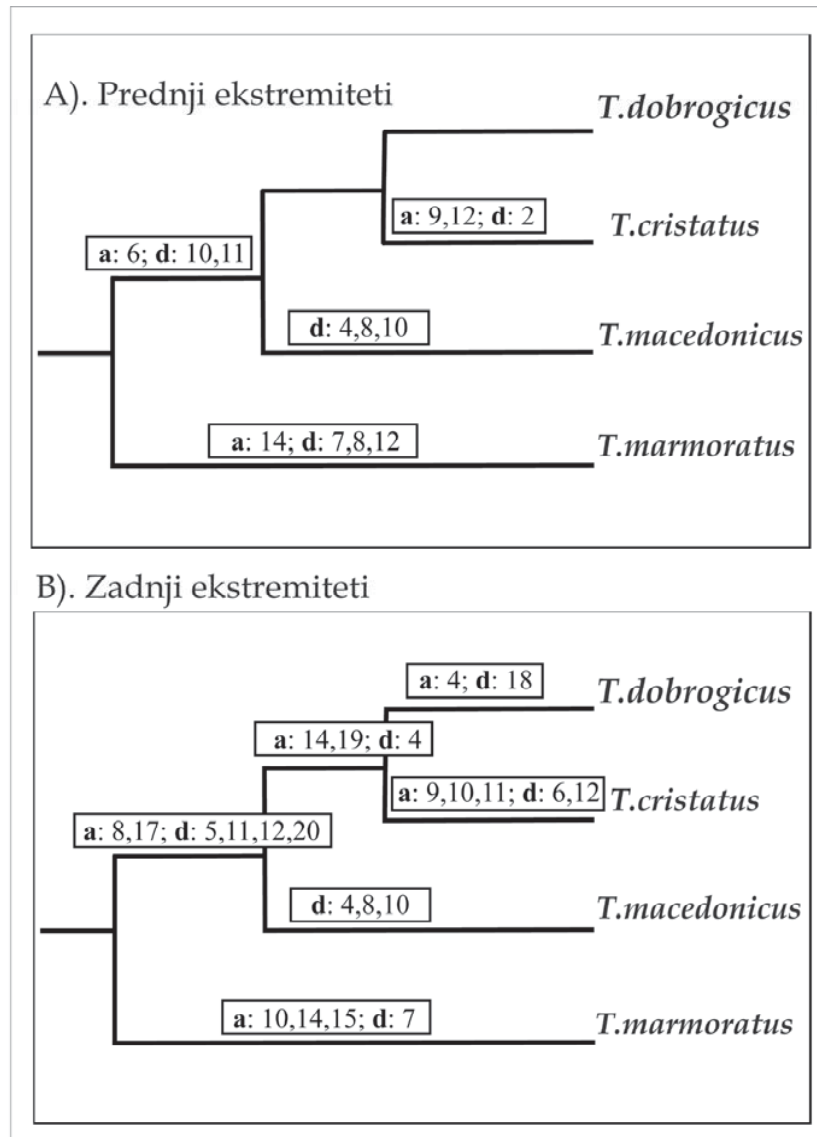 A). Prednji ekstremiteti
T.dobrogicus
a: 9,12; d: 2
T.cristatus
a: 6; d: 10,11
d: 4,8,10
T.macedonicus
a: 14; d: 7,8,12
T.marmoratus
B). Zadnji ekstremiteti
a: 4; d: 18
T.dobrogicus
a: 14,19; d: 4
a: 9,10,11; d: 6,12
T.cristatus
a: 8,17; d: 5,11,12,20
d: 4,8,10
T.macedonicus
a: 10,14,15; d: 7
T.marmoratus